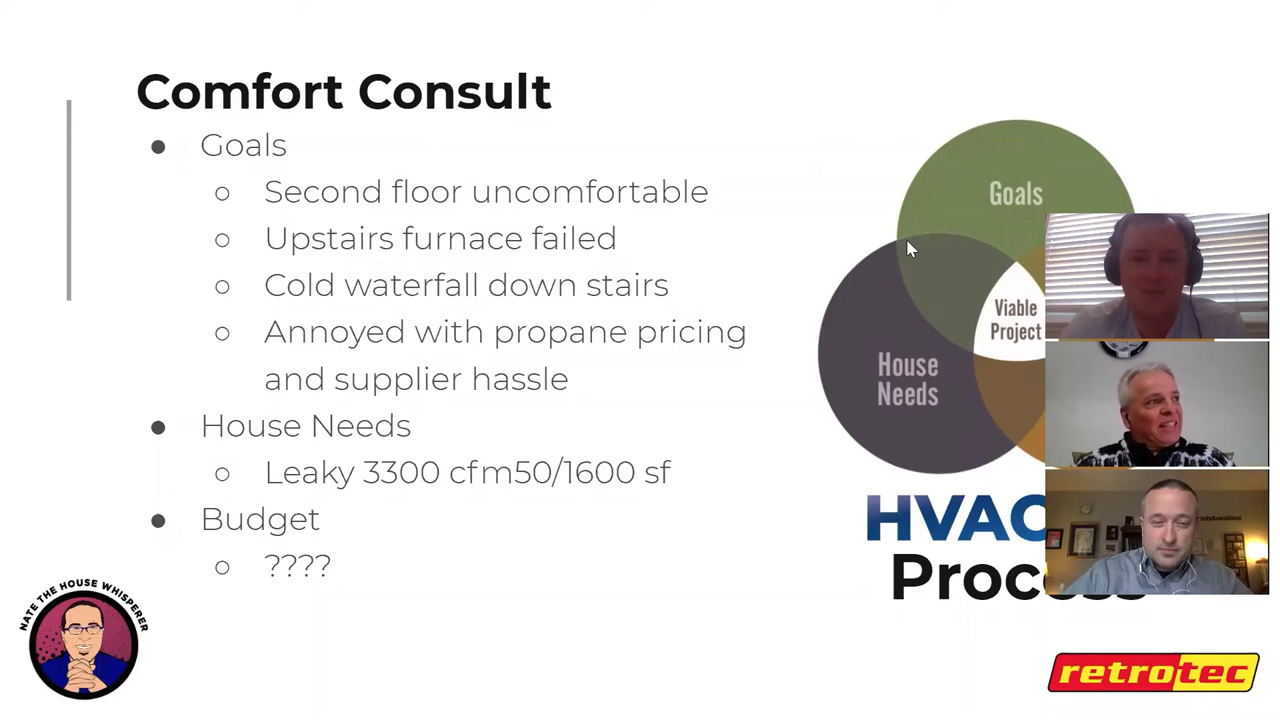 Comfort Consult
Goals
Second floor uncomfortable
Upstairs furnace failed
Cold waterfall down stairs
Annoyed with propane pricing
and supplier hassle
House Needs
Leaky 3300 cfm50/1600 sf
Budget
????
Goals
Viable
Project
House
Needs
HVAC
Process
NATE THE HOUSE WHISPERER
retrotec